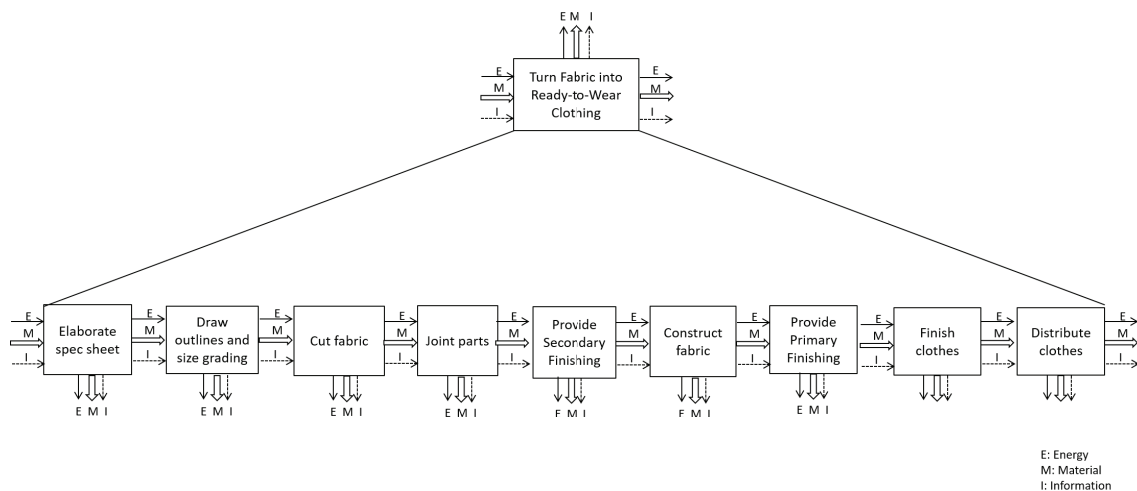 E M I
E
M
I
Turn Fabric into
Ready-to-Wear
Clothing
E
M
I
E
M
I
Elaborate
spec sheet
E M I
E
M
I
Draw
outlines and
size grading
E M I
E
M
I
Cut fabric
E M I
E
M
I
Joint parts
E M I
E
M
I
Provide
Secondary
Finishing
F M I
E
M
I
Construct
fabric
F M I
E
M
I
Provide
Primary
Finishing
E M I
E
M
I
Finish
clothes
E
M
I
Distribute
clothes
E
M
I
E: Energy
M: Material
I: Information